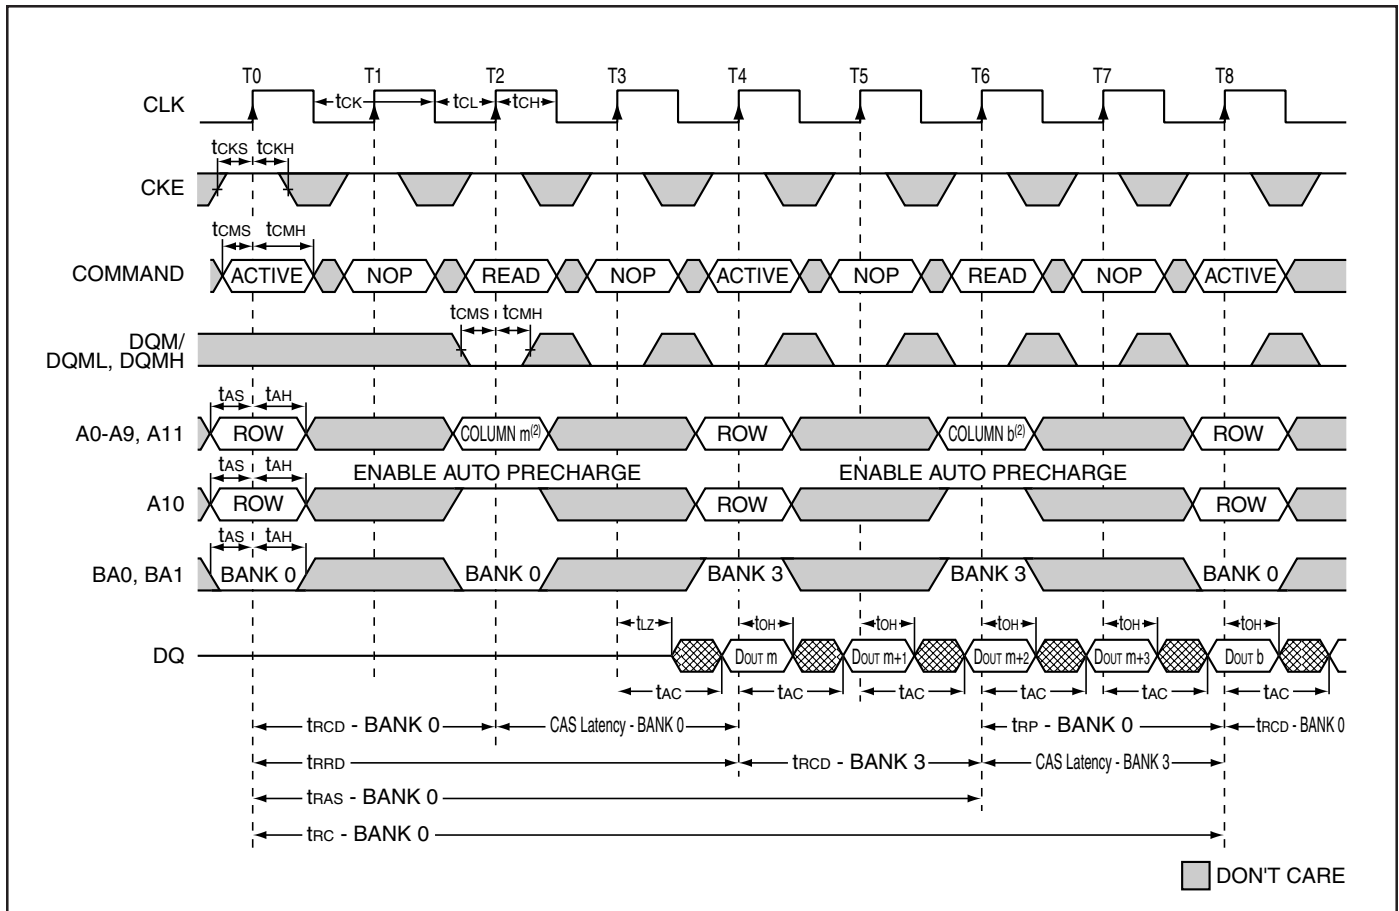 T0 T1 T2 T3 T4 T5 T6 T7 T8
CLK
tCK tCL tCH
tCKS tCKH
CKE
tCMS tCMH
COMMAND ACTIVE NOP READ NOP ACTIVE NOP READ NOP ACTIVE
tCMS tCMH
DQM/
DQML, DQMH
tAS tAH
A0-A9, A11 ROW COLUMN m(2) ROW COLUMN b(2) ROW
tAS tAH ENABLE AUTO PRECHARGE ENABLE AUTO PRECHARGE
A10 ROW ROW ROW
tAS tAH
BA0, BA1 BANK 0 BANK 0 BANK 3 BANK 3 BANK 0
tLZ tOH tOH tOH tOH tOH
DQ DOUT m DOUT m+1 DOUT m+2 DOUT m+3 DOUT b
tAC tAC tAC tAC tAC tAC
tRCD - BANK 0 CAS Latency - BANK 0 tRP - BANK 0 tRCD - BANK 0
tRRD tRCD - BANK 3 CAS Latency - BANK 3
tRAS - BANK 0
tRC - BANK 0
DON'T CARE